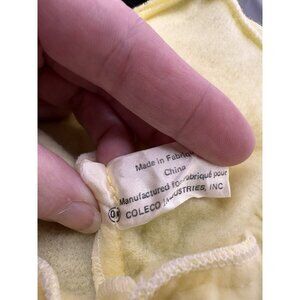 Made in Fabriqué
China
Manufactured for Fabriqué pour
COLECO INDUSTRIES, INC